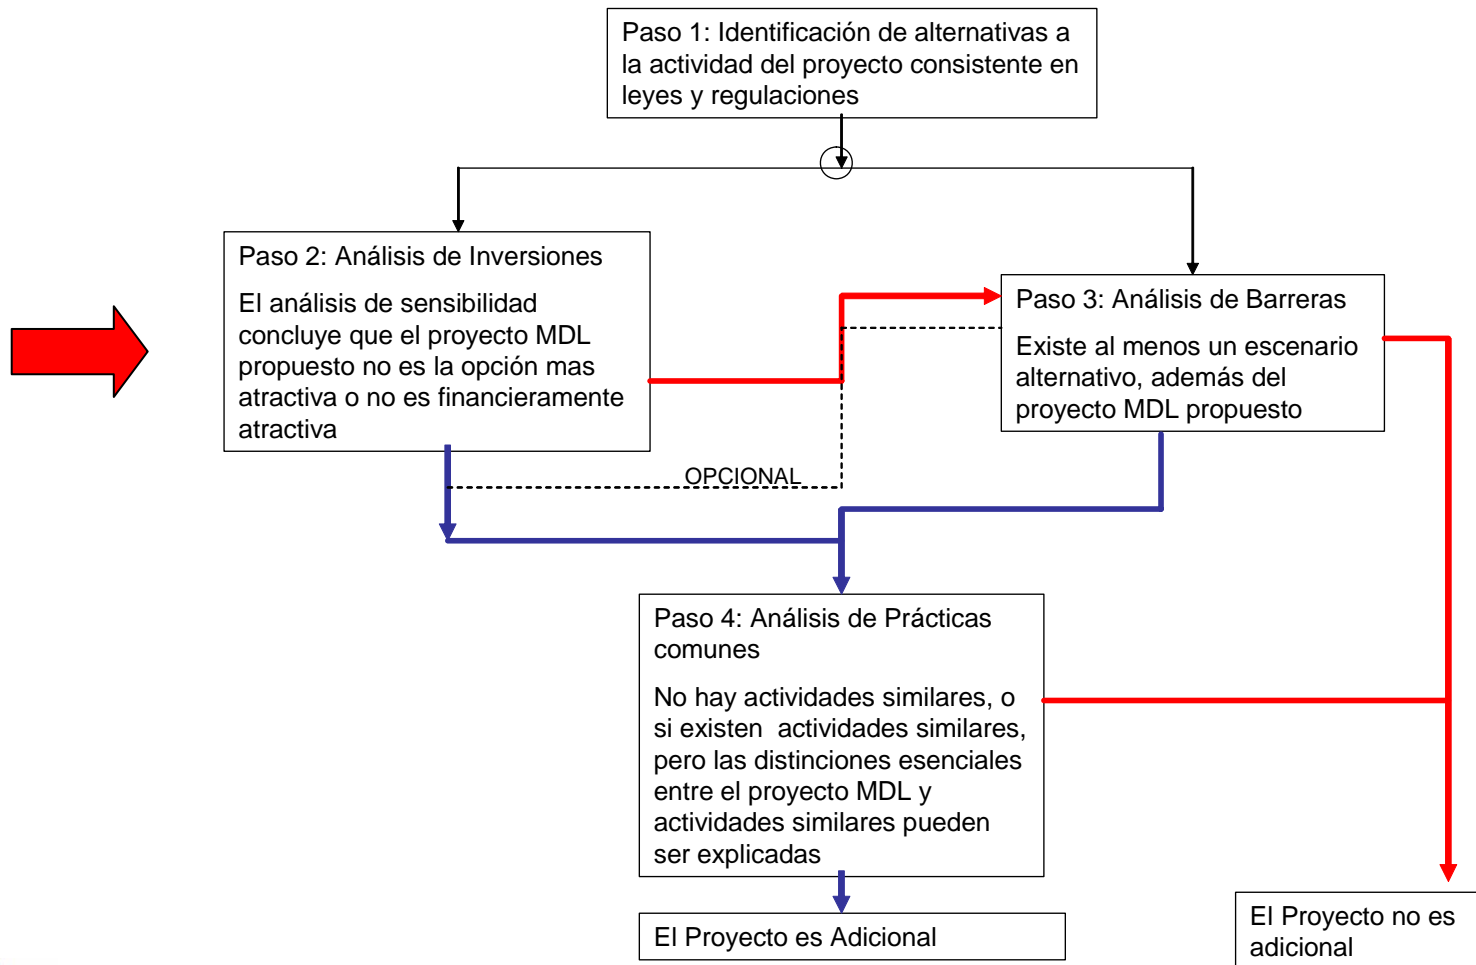 Paso 1: Identificación de alternativas a
la actividad del proyecto consistente en
leyes y regulaciones
Paso 2: Análisis de Inversiones
El análisis de sensibilidad
concluye que el proyecto MDL
propuesto no es la opción mas
atractiva o no es financieramente
atractiva
Paso 3: Análisis de Barreras
Existe al menos un escenario
alternativo, además del
proyecto MDL propuesto
OPCIONAL
Paso 4: Análisis de Prácticas
comunes
No hay actividades similares, o
si existen actividades similares,
pero las distinciones esenciales
entre el proyecto MDL y
actividades similares pueden
ser explicadas
El Proyecto es Adicional
El Proyecto no es
adicional